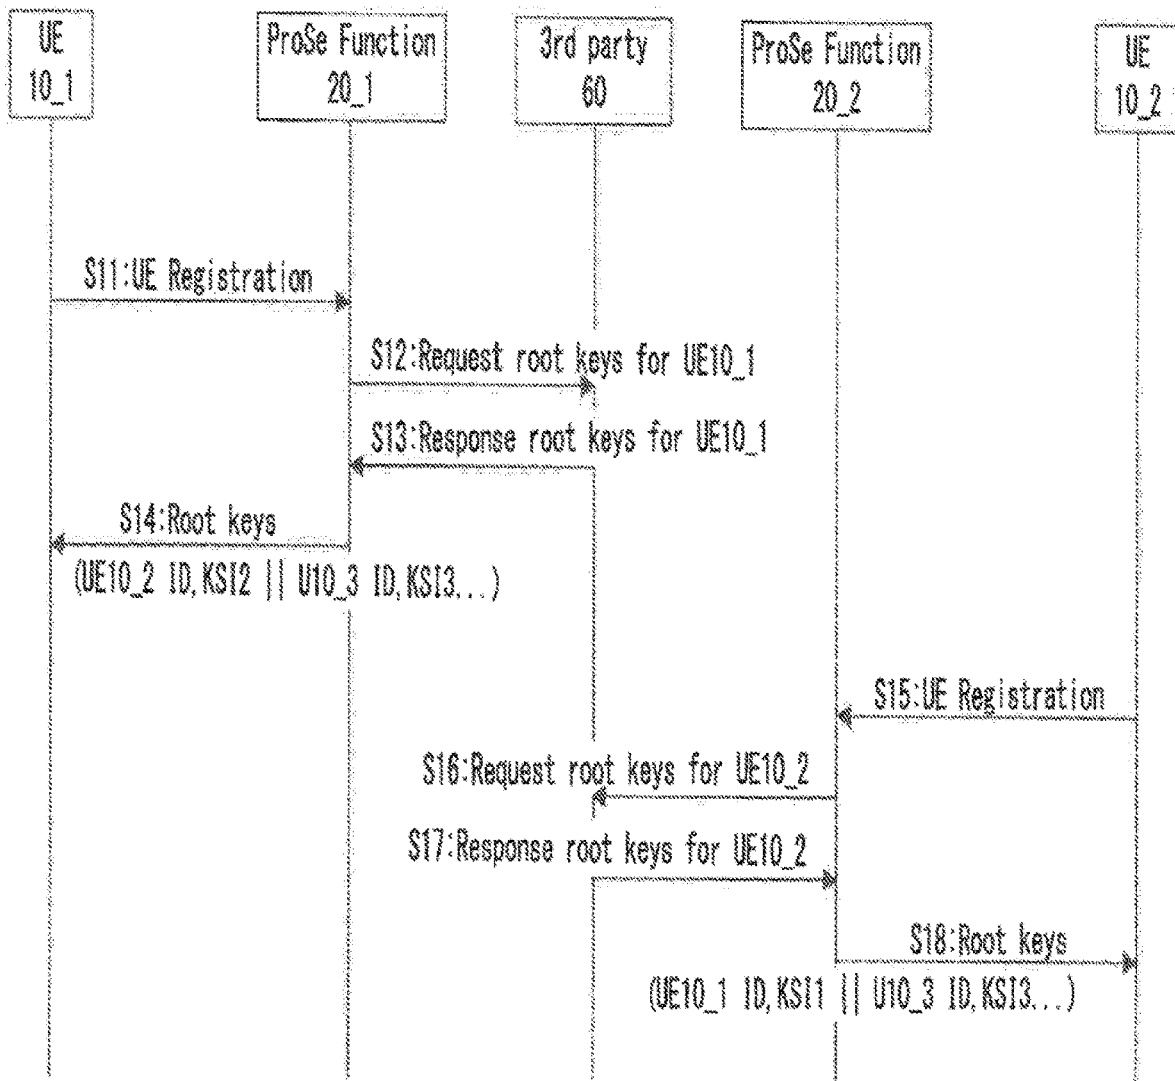 UE
10_1
ProSe Function
20_1
3rd party
60
ProSe Function
20_2
UE
10_2
S11:UE Registration
S12:Request root keys for UE10_1
S13:Response root keys for UE10_1
S14:Root keys
(UE10_2 ID,KSI2 || U10_3 ID,KSI3...)
S15:UE Registration
S16:Request root keys for UE10_2
S17:Response root keys for UE10_2
S18:Root keys
(UE10_1 ID,KSI1 || U10_3 ID,KSI3...)